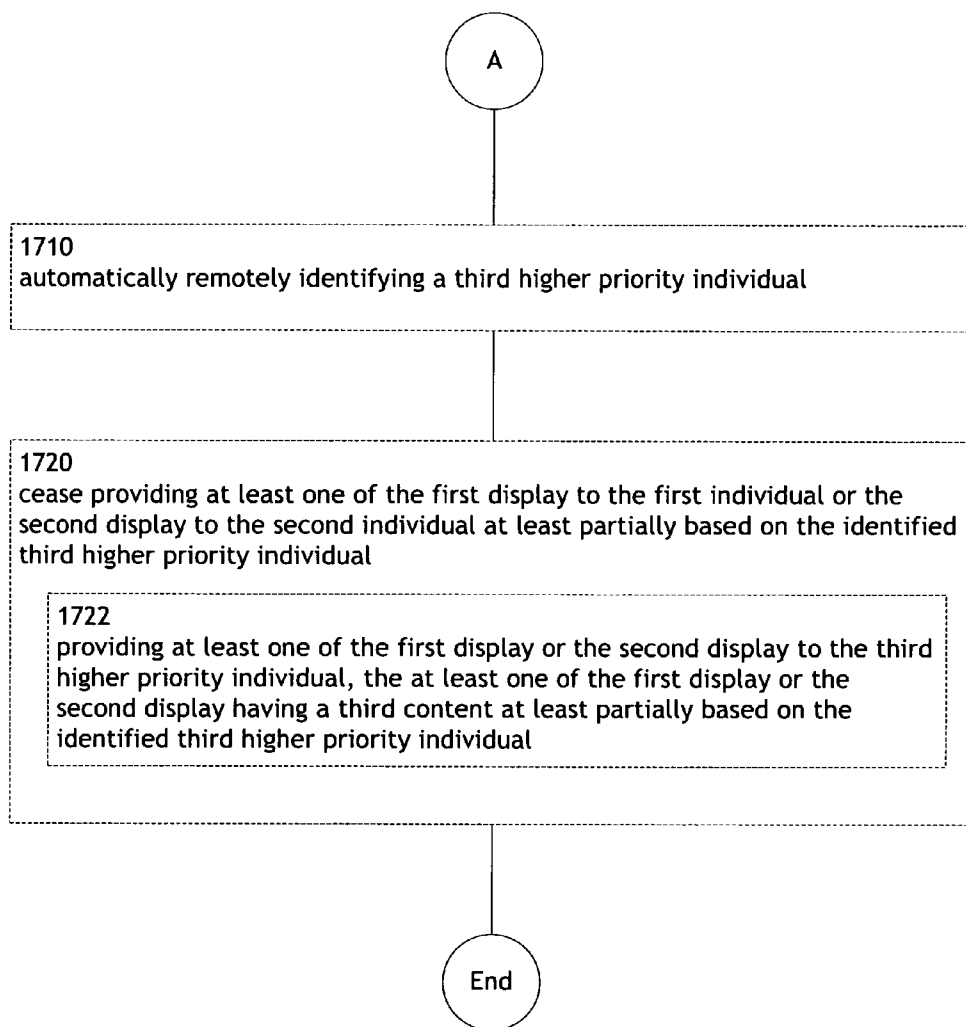 A
1710
automatically remotely identifying a third higher priority individual
1720
cease providing at least one of the first display to the first individual or the
second display to the second individual at least partially based on the identified
third higher priority individual
1722
providing at least one of the first display or the second display to the third
higher priority individual, the at least one of the first display or the
second display having a third content at least partially based on the
identified third higher priority individual
End